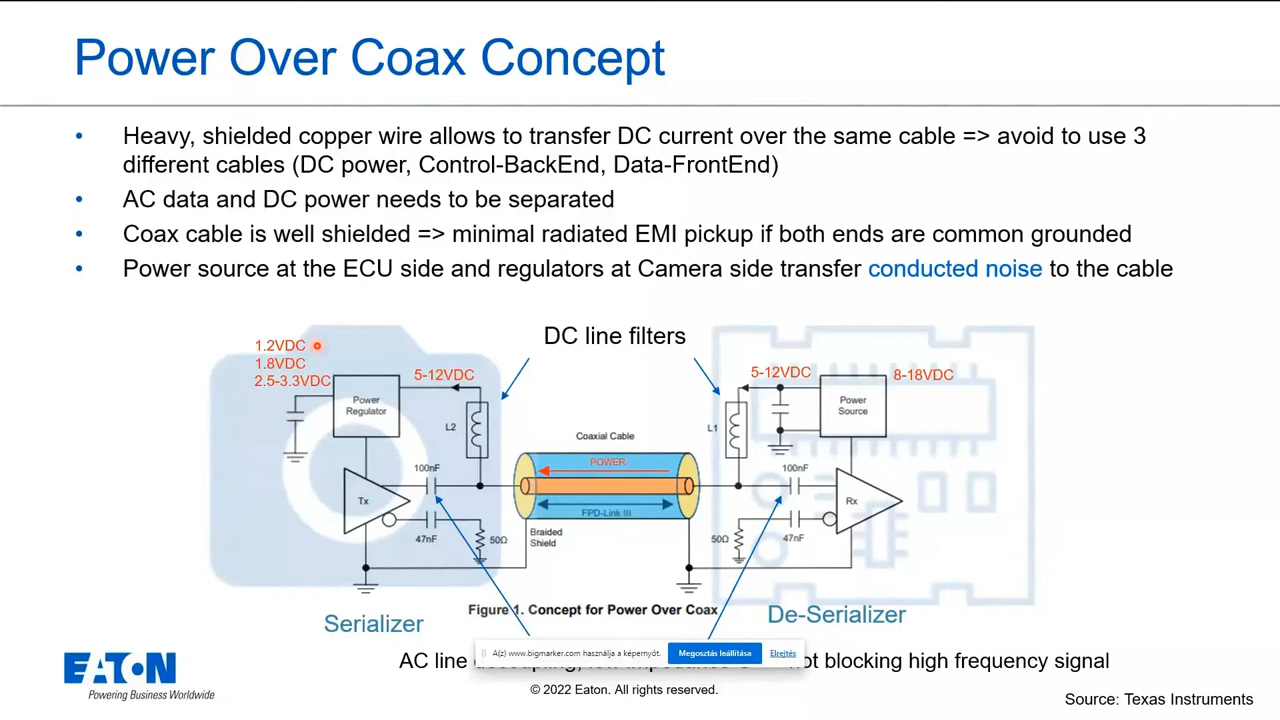 Power Over Coax Concept
• Heavy, shielded copper wire allows to transfer DC current over the same cable => avoid to use 3
different cables (DC power, Control-BackEnd, Data-FrontEnd)
• AC data and DC power needs to be separated
• Coax cable is well shielded => minimal radiated EMI pickup if both ends are common grounded
• Power source at the ECU side and regulators at Camera side transfer conducted noise to the cable
DC line filters
1.2VDC
1.8VDC
2.5-3.3VDC
5-12VDC
5-12VDC
8-18VDC
Power
Regulator
Power
Source
L2
L1
Coaxial Cable
POWER
100nF
100nF
Tx
Rx
FPD-Link III
47nF
50Ω
Braided
Shield
50Ω
47nF
Figure 1. Concept for Power Over Coax
Serializer
De-Serializer
A(z) www.bigmarker.com használja a képernyőt.
Megosztás leállítása
Elrejtés
AC line blocking high frequency signal
EATON
Powering Business Worldwide
© 2022 Eaton. All rights reserved.
Source: Texas Instruments